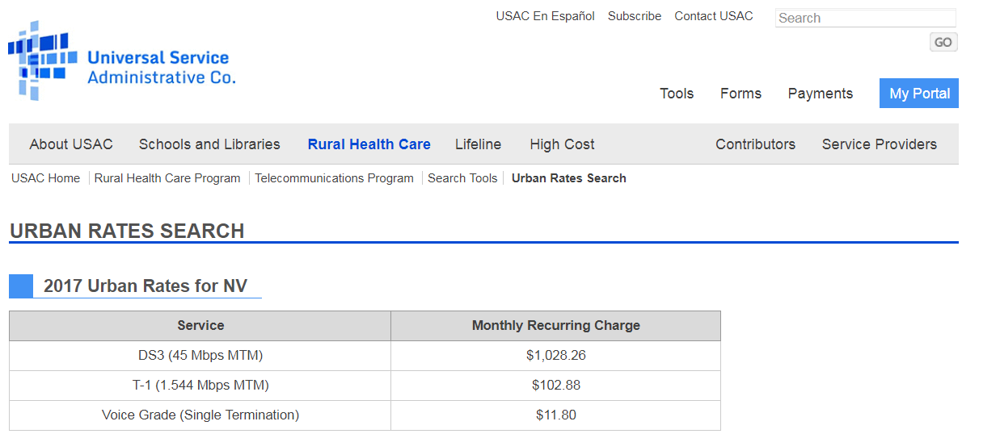 USAC En Español Subscribe Contact USAC Search
GO
Universal Service
Administrative Co.
Tools Forms Payments My Portal
About USAC Schools and Libraries Rural Health Care Lifeline High Cost Contributors Service Providers
USAC Home Rural Health Care Program Telecommunications Program Search Tools Urban Rates Search
URBAN RATES SEARCH
2017 Urban Rates for NV
Service Monthly Recurring Charge
DS3 (45 Mbps MTM) $1,028.26
T-1 (1.544 Mbps MTM) $102.88
Voice Grade (Single Termination) $11.80